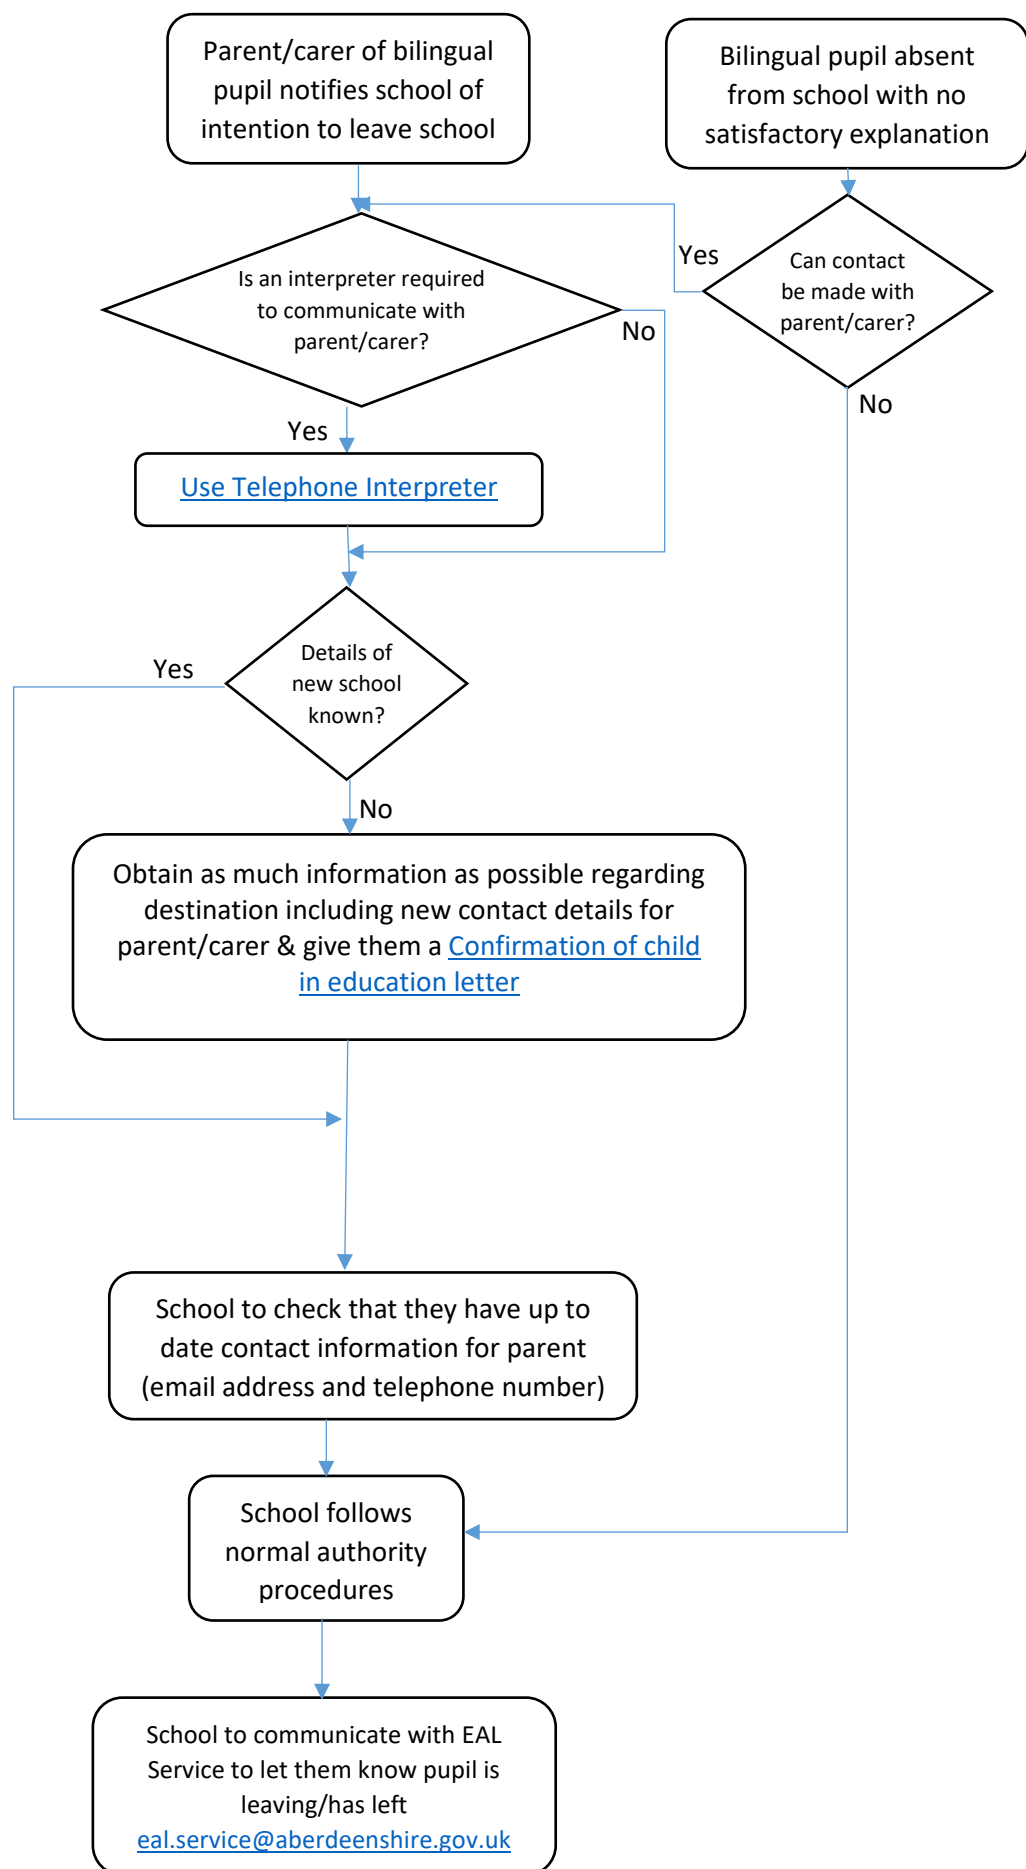 Parent/carer of bilingual
pupil notifies school of
intention to leave school
Bilingual pupil absent
from school with no
satisfactory explanation
Is an interpreter required
to communicate with
parent/carer?
Yes
Can contact
be made with
parent/carer?
No
No
Yes
Use Telephone Interpreter
Yes
Details of
new school
known?
No
Obtain as much information as possible regarding
destination including new contact details for
parent/carer & give them a Confirmation of child
in education letter
School to check that they have up to
date contact information for parent
(email address and telephone number)
School follows
normal authority
procedures
School to communicate with EAL
Service to let them know pupil is
leaving/has left
eal.service@aberdeenshire.gov.uk